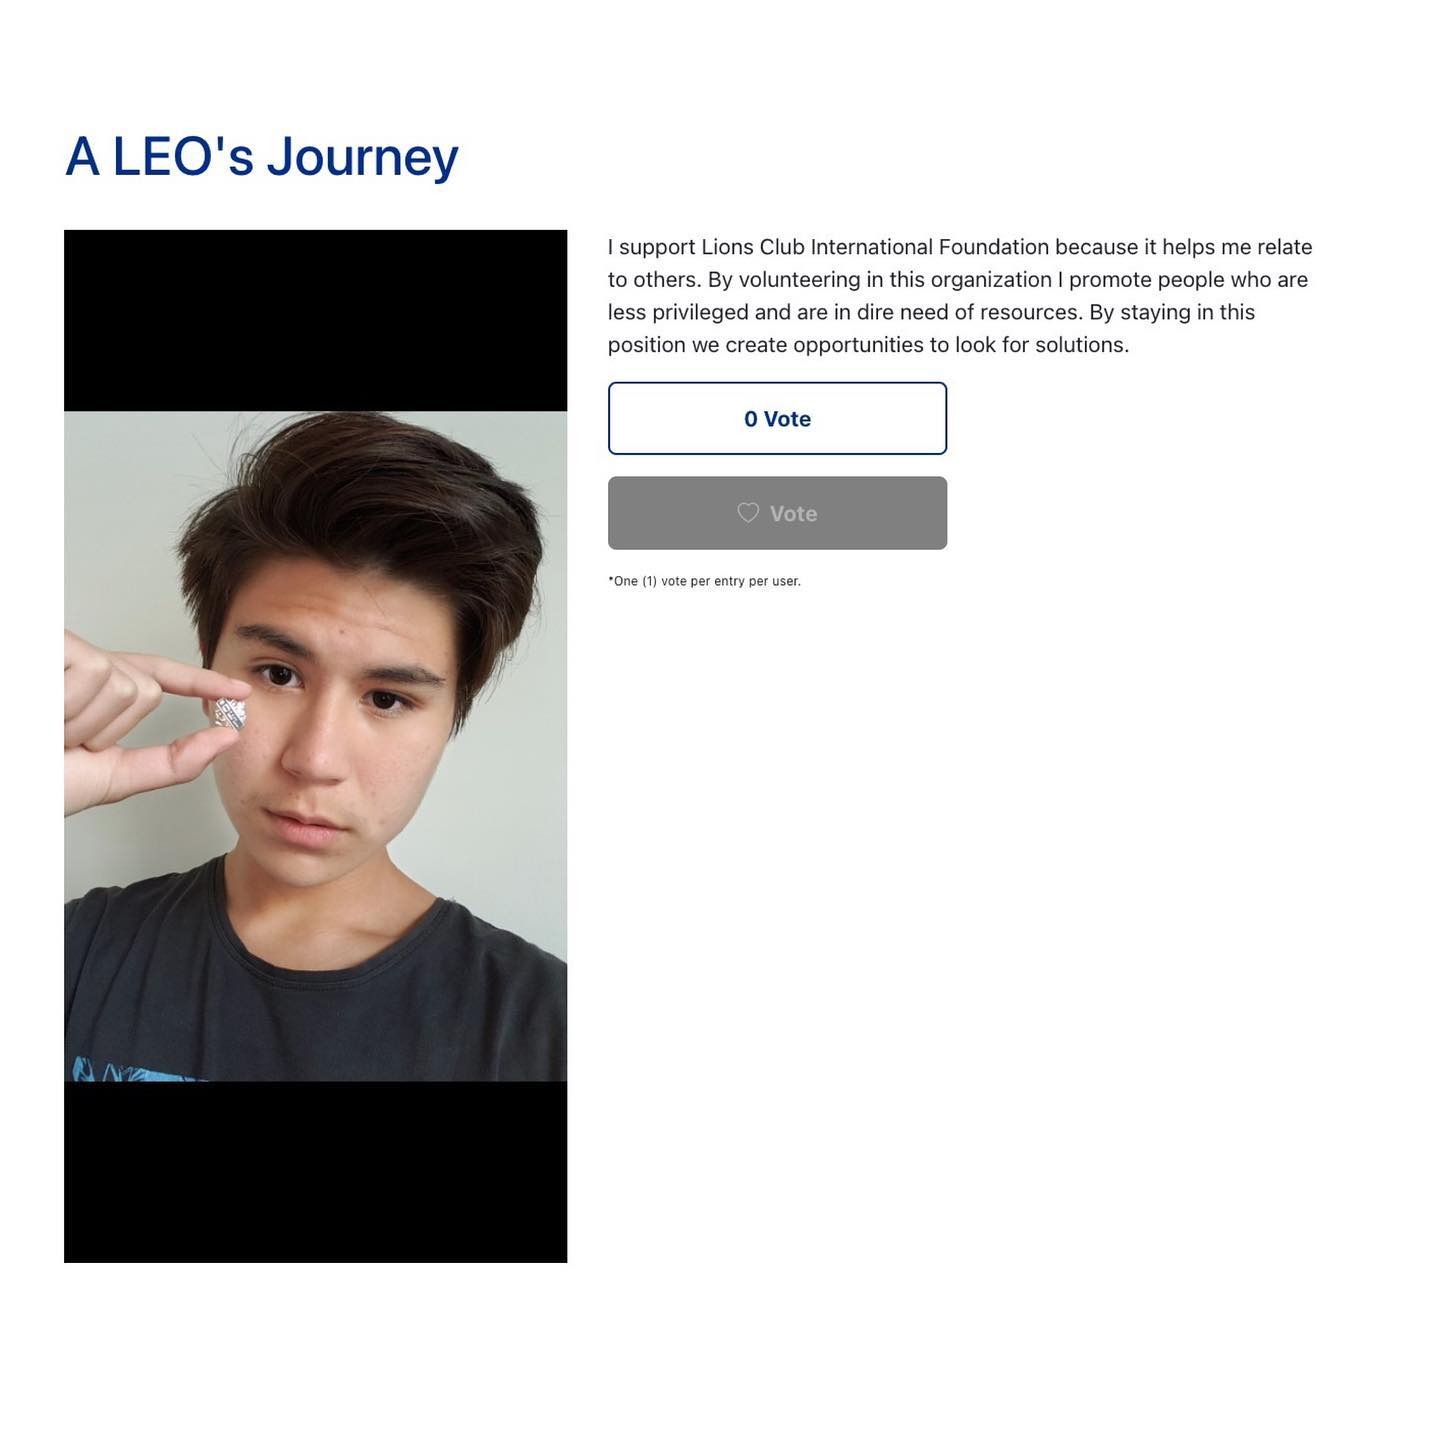 A LEO's Journey
I support Lions Club International Foundation because it helps me relate
to others. By volunteering in this organization I promote people who are
less privileged and are in dire need of resources. By staying in this
position we create opportunities to look for solutions.
0 Vote
Vote
*One (1) vote per entry per user.